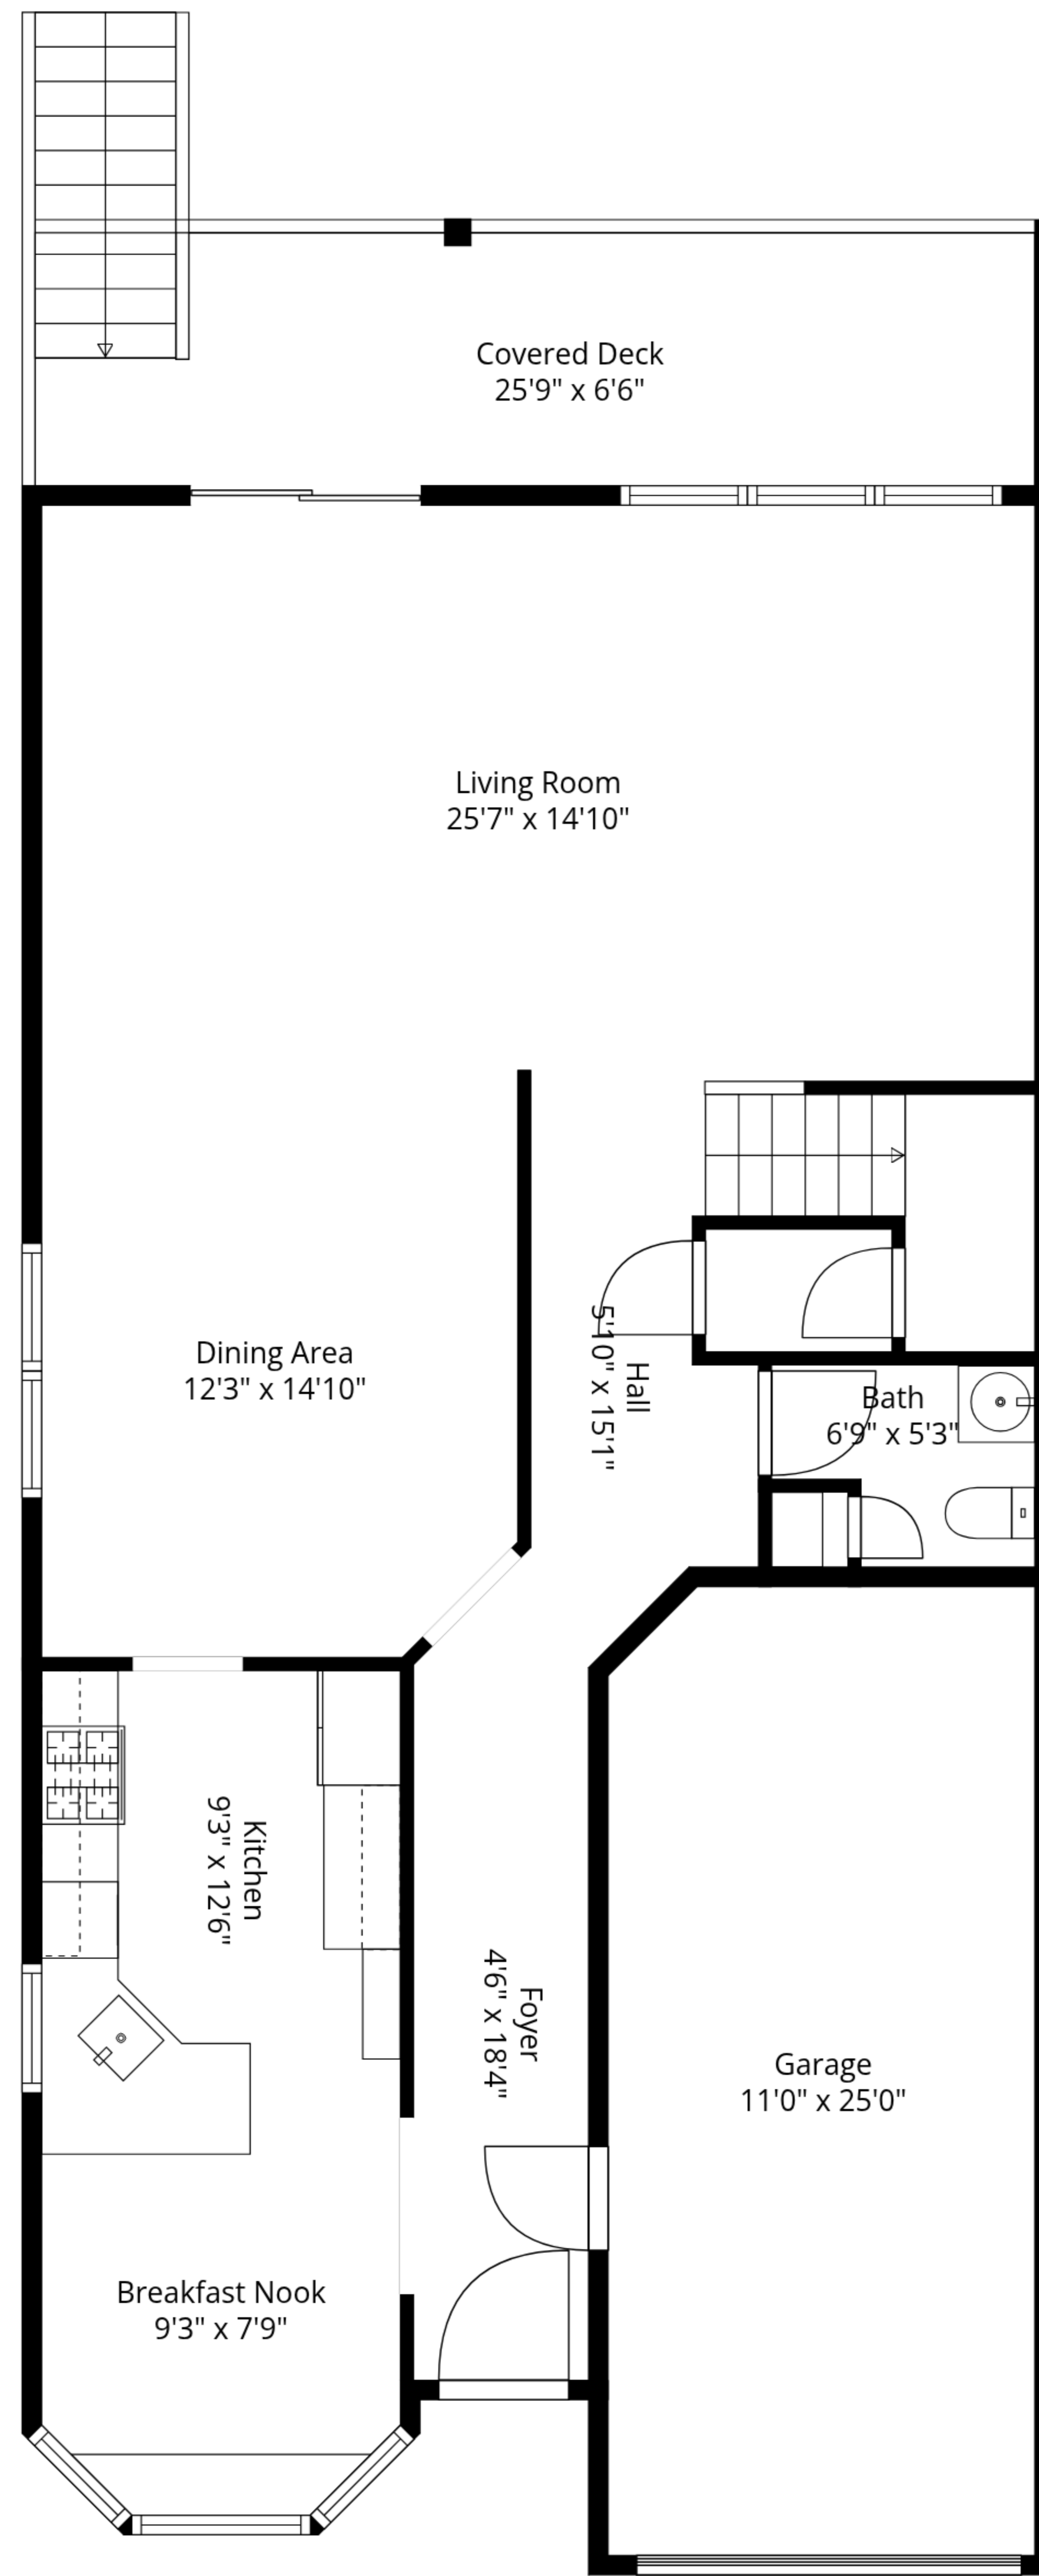 Covered Deck
25'9" x 6'6"
Living Room
25'7" x 14'10"
Dining Area
12'3" x 14'10"
Hall
5'10" x 15'1"
Bath
6'9" x 5'3"
Kitchen
9'3" x 12'6"
Foyer
4'6" x 18'4"
Garage
11'0" x 25'0"
Breakfast Nook
9'3" x 7'9"